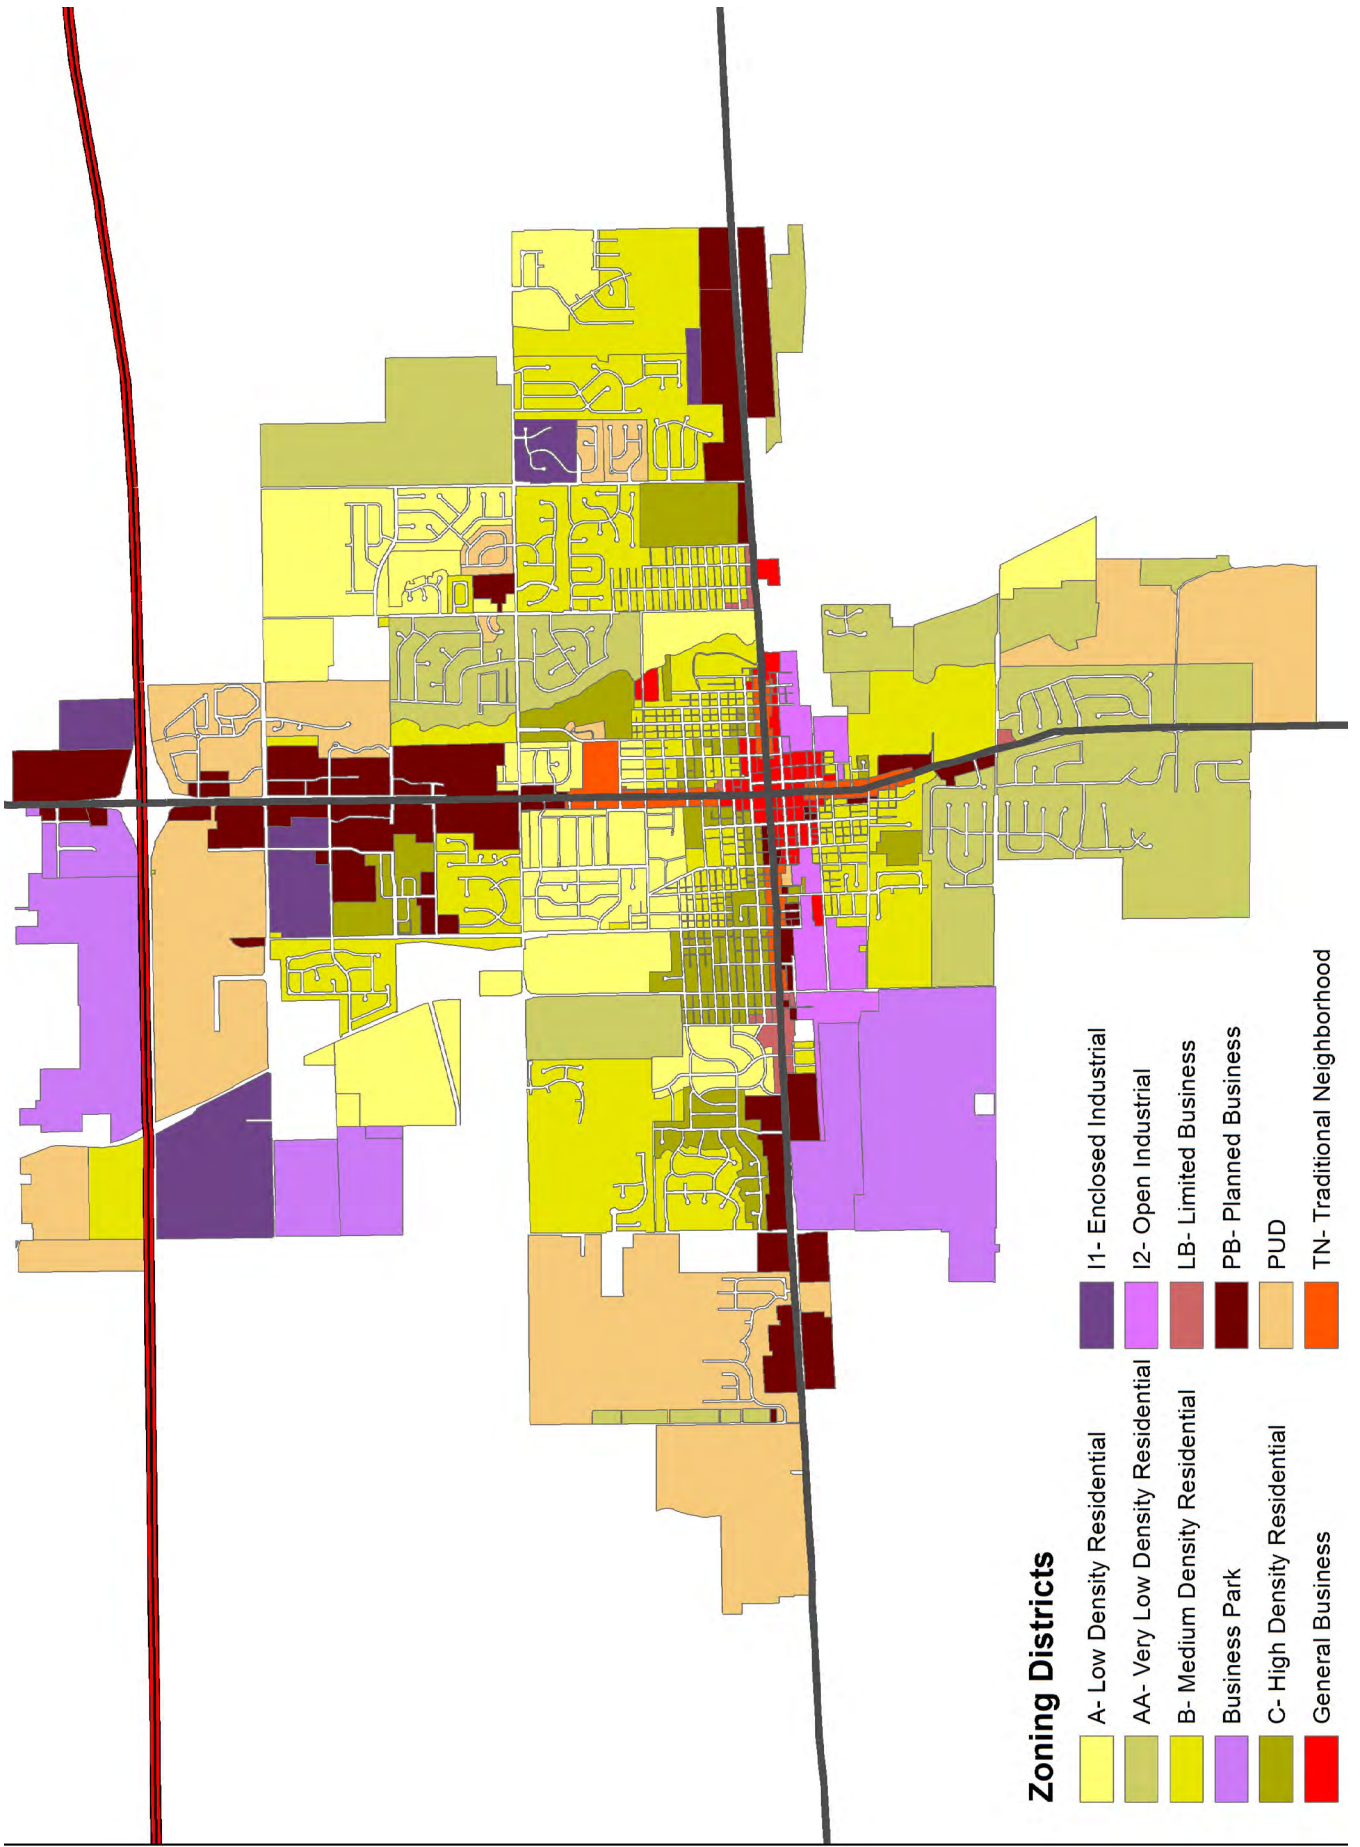 Zoning Districts
A- Low Density Residential
AA- Very Low Density Residential
B- Medium Density Residential
Business Park
C- High Density Residential
General Business
I1- Enclosed Industrial
I2- Open Industrial
LB- Limited Business
PB- Planned Business
PUD
TN- Traditional Neighborhood